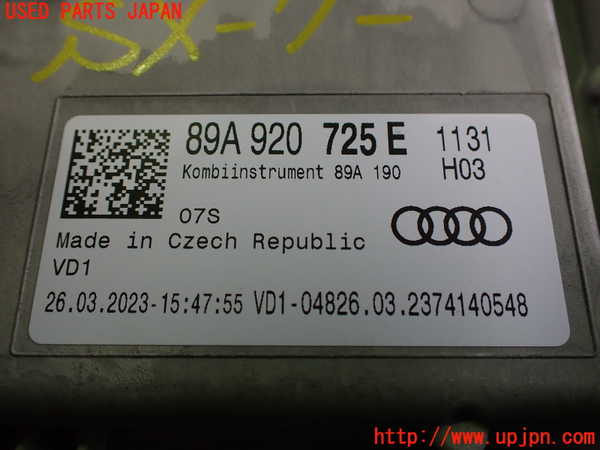 USED PARTS JAPAN
89A 920 725 E 1131
Kombiinstrument 89A 190 H03
07S
Made in Czech Republic
VD1
26.03.2023-15:47:55 VD1-04826.03.2374140548
http://www.upjpn.com/